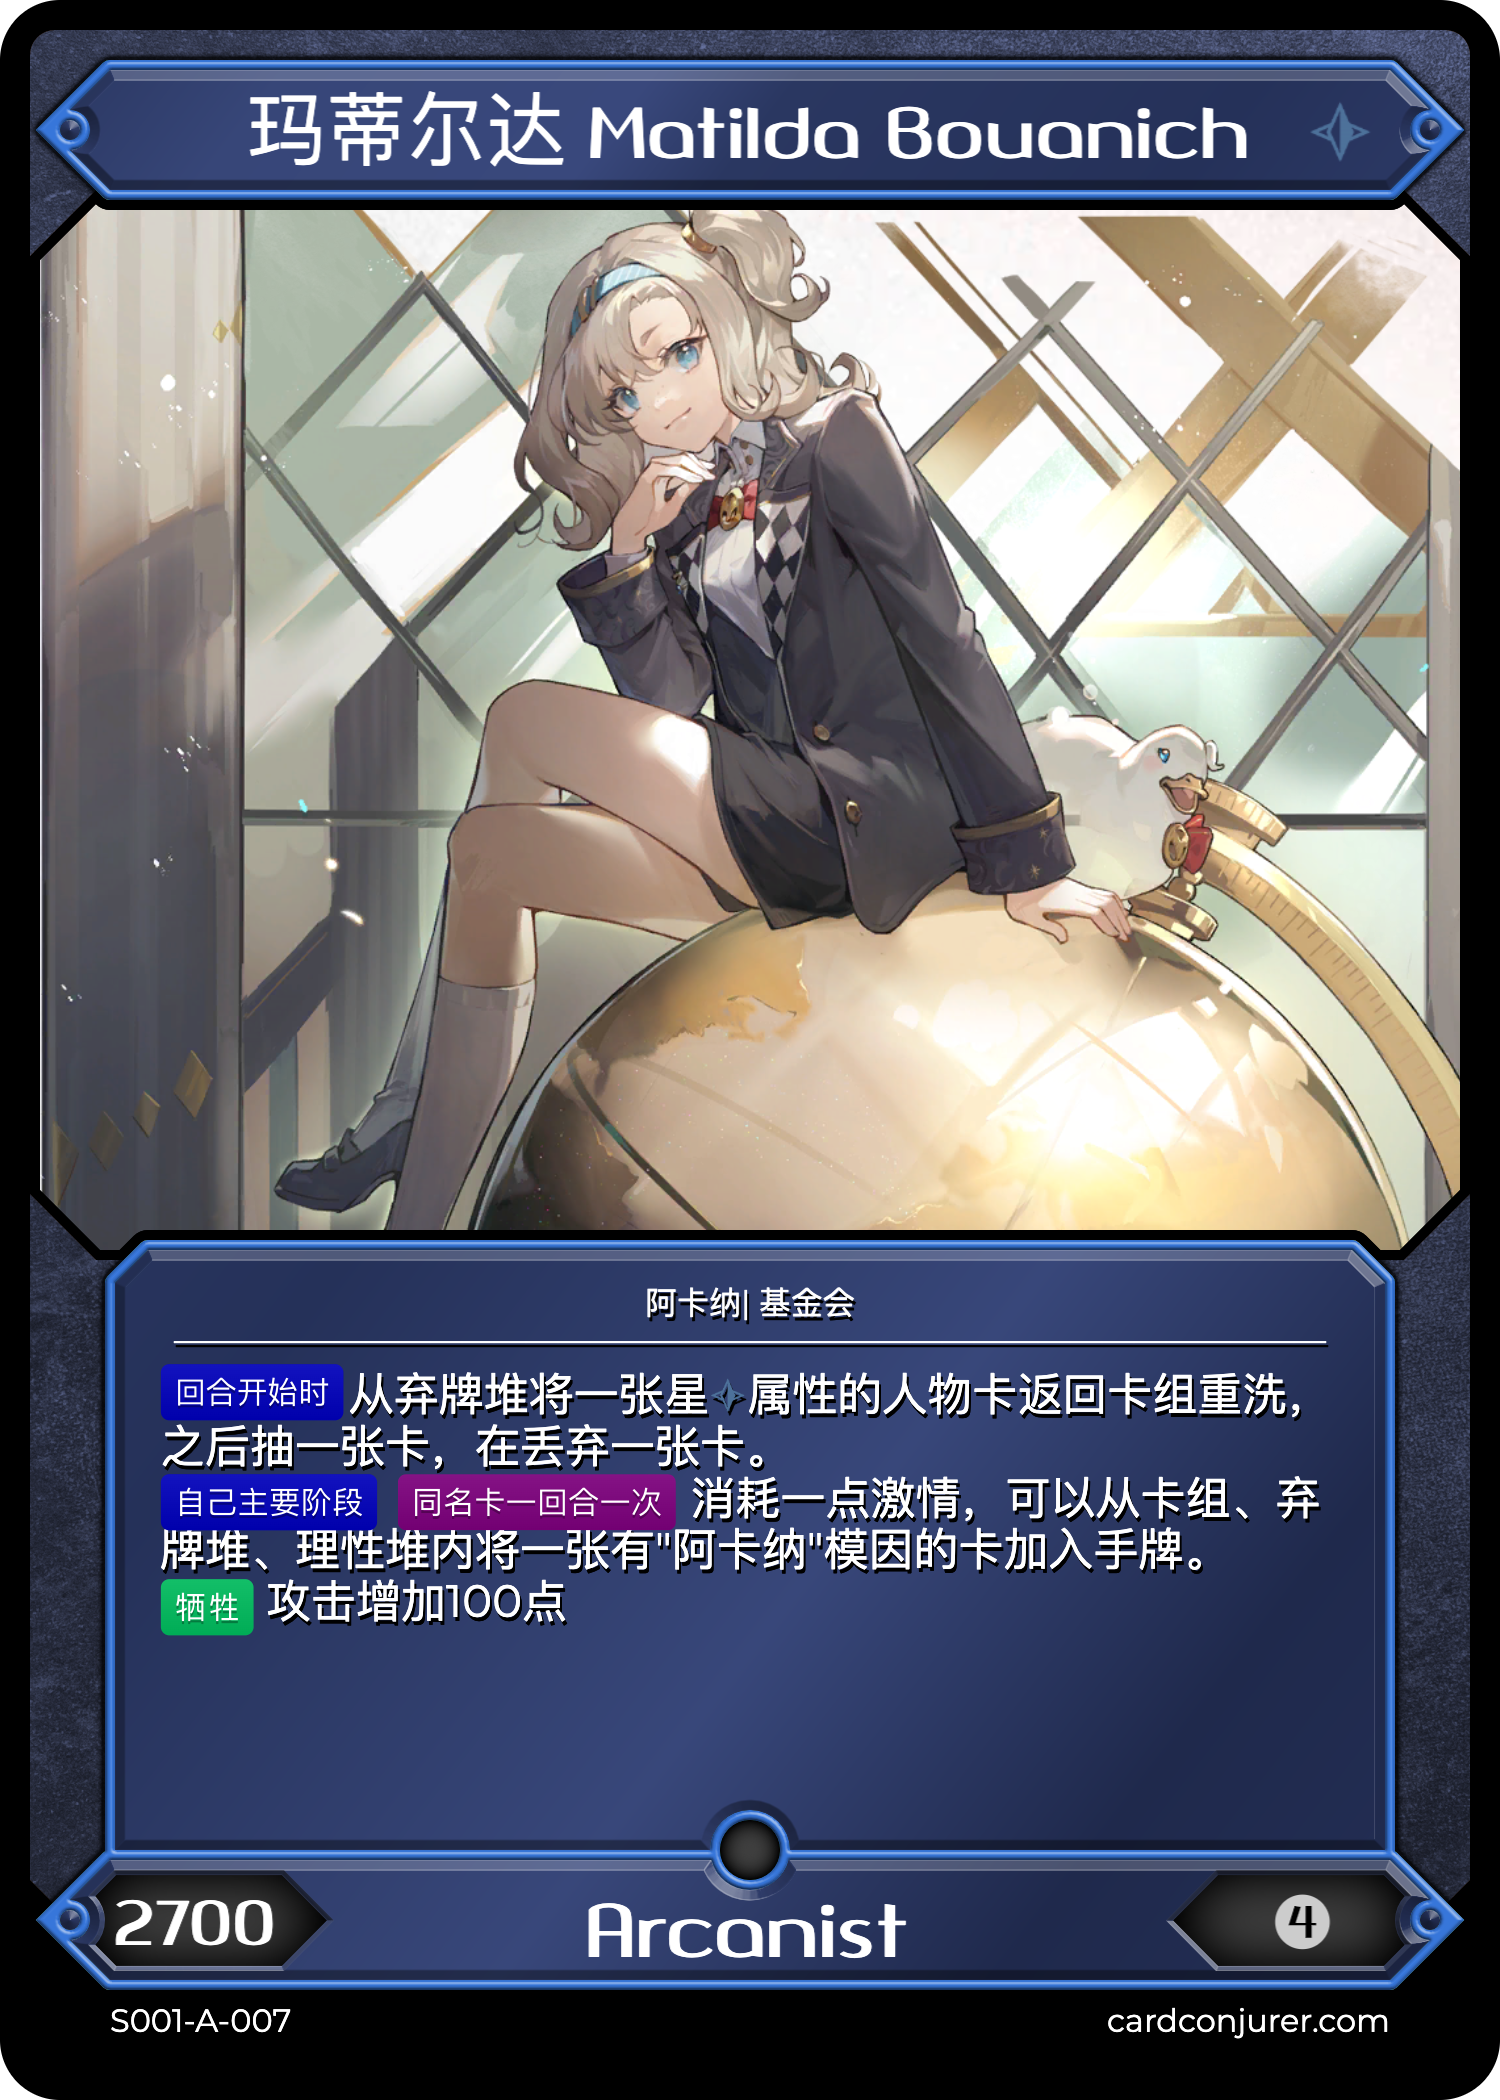 玛蒂尔达 Matilda Bouanich
阿卡纳| 基金会
回合开始时 从弃牌堆将一张星属性的人物卡返回卡组重洗，
之后抽一张卡，在丢弃一张卡。
自己主要阶段 同名卡一回合一次 消耗一点激情，可以从卡组、弃
牌堆、理性堆内将一张有"阿卡纳"模因的卡加入手牌。
牺牲 攻击增加100点
2700 Arcanist 4
S001-A-007 cardconjurer.com